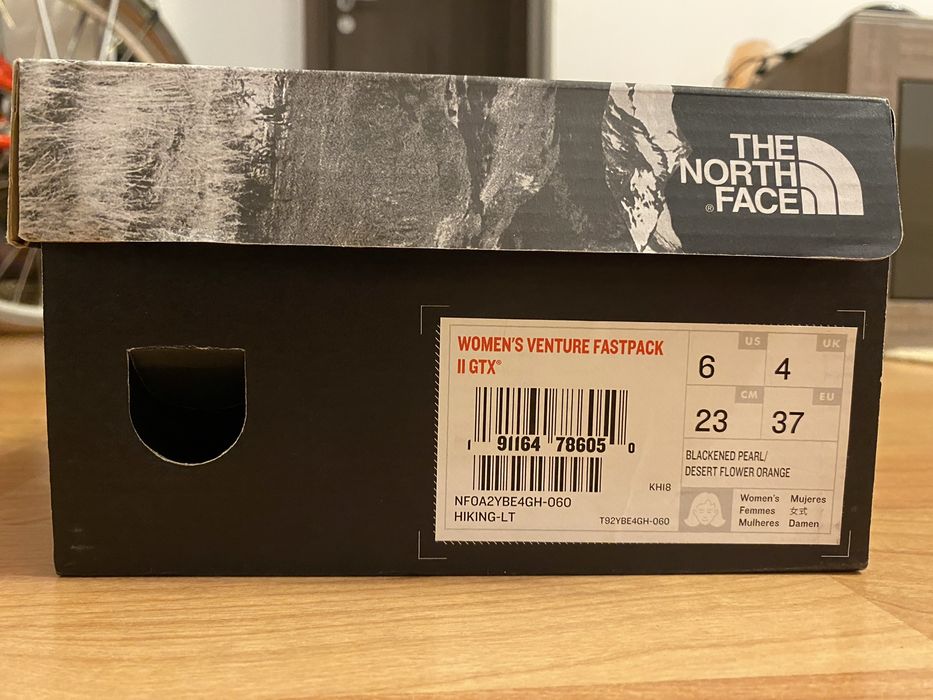 THE
NORTH
FACE
®
WOMEN'S VENTURE FASTPACK
II GTX®
US
6
UK
4
CM
23
EU
37
1 91164 78605 0
BLACKENED PEARL/
DESERT FLOWER ORANGE
KHI8
NF0A2YBE4GH-060
HIKING-LT
T92YBE4GH-060
Women's Mujeres
Femmes 女式
Mulheres Damen